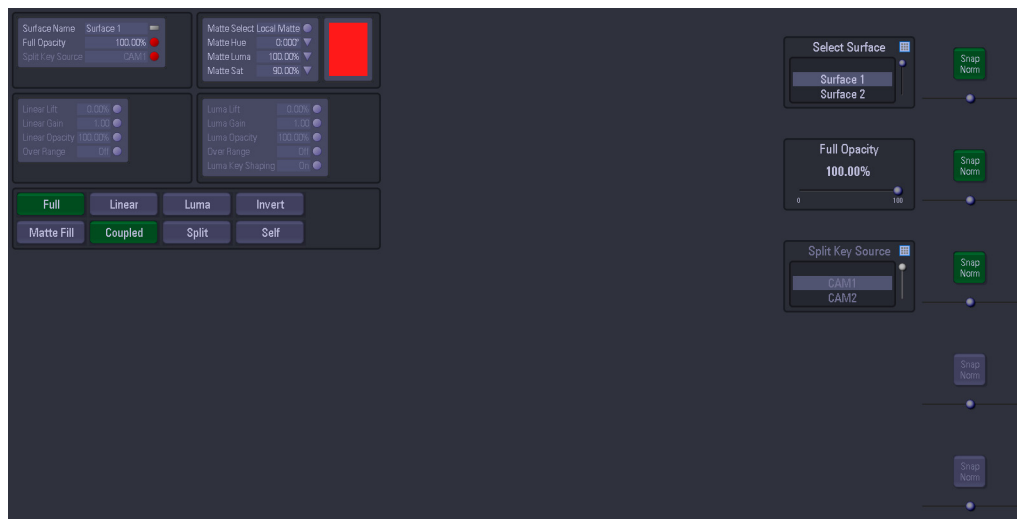 Surface Name Surface 1
Full Opacity 100.00%
Split Key Source CAM1
Matte Select Local Matte
Matte Hue 0.000°
Matte Luma 100.00%
Matte Sat 90.00%
Linear Lift 0.00%
Linear Gain 1.00
Linear Opacity 100.00%
Over Range Off
Luma Lift 0.00%
Luma Gain 1.00
Luma Opacity 100.00%
Over Range Off
Luma Key Shaping On
Full Linear Luma Invert
Matte Fill Coupled Split Self
Select Surface
Surface 1
Surface 2
Snap
Norm
Full Opacity
100.00%
0 100
Snap
Norm
Split Key Source
CAM1
CAM2
Snap
Norm
Snap
Norm
Snap
Norm